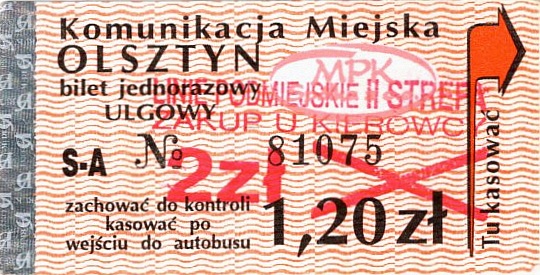 Komunikacja Miejska
OLSZTYN
MPK
bilet jednorazowy
LINIE PODMIEJSKIE II STREFA
ULGOWY
ZAKUP U KIEROWCY
S-A № 81075
2zł
zachować do kontroli
kasować po
wejściu do autobusu
1,20 zł
Tu kasować